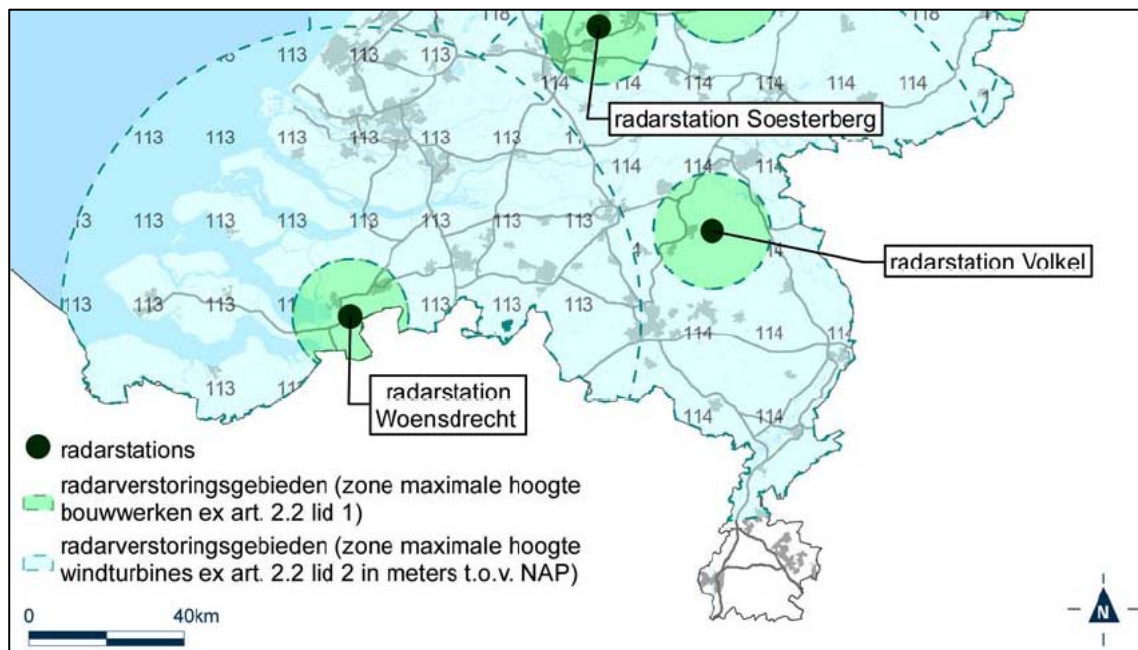 118
113 113 113
114 114 114 114 114 114
radarstation Soesterberg
113 113 113 113 113 113
114 114
113 113 113 113 113 113 113
radarstation Volkel
113 113 113 113 113 113
114 114
radarstation
Woensdrecht
113
114 114
radarstations
radarverstoringsgebieden (zone maximale hoogte
bouwwerken ex art. 2.2 lid 1)
radarverstoringsgebieden (zone maximale hoogte
windturbines ex art. 2.2 lid 2 in meters t.o.v. NAP)
0 40km
N